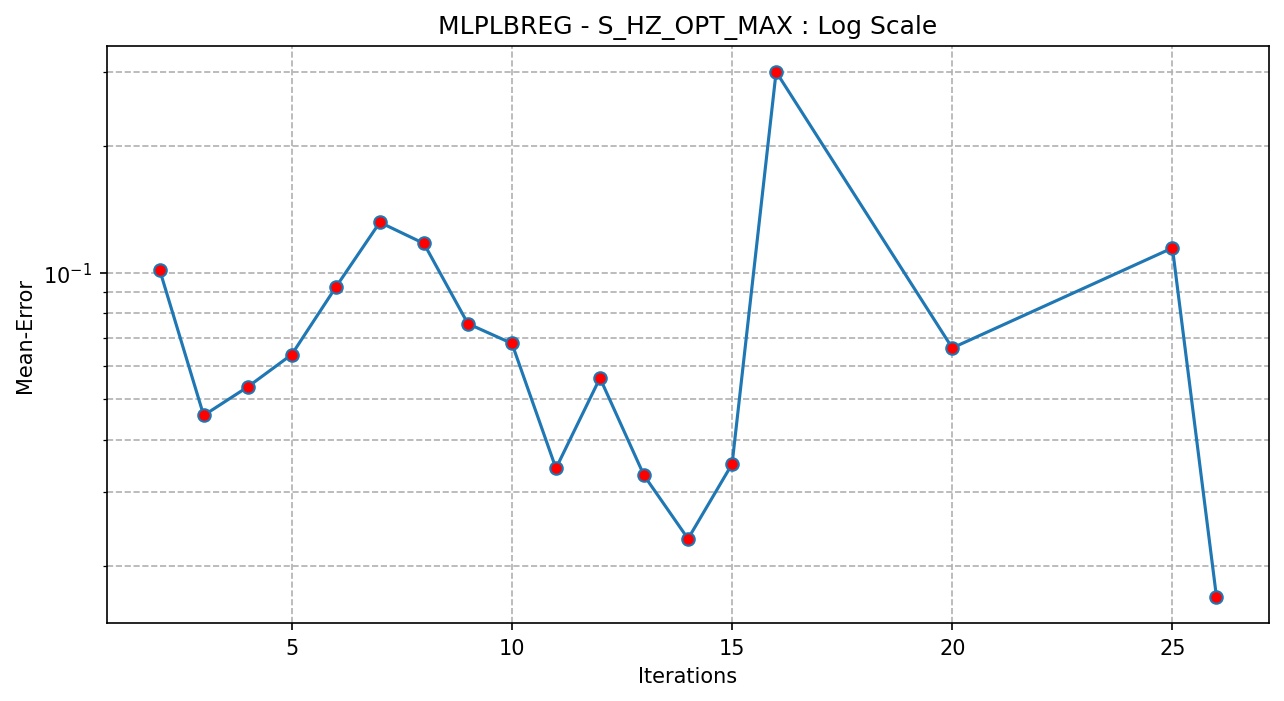 MLPLBREG - S_HZ_OPT_MAX : Log Scale
Mean-Error
10⁻¹
5 10 15 20 25
Iterations